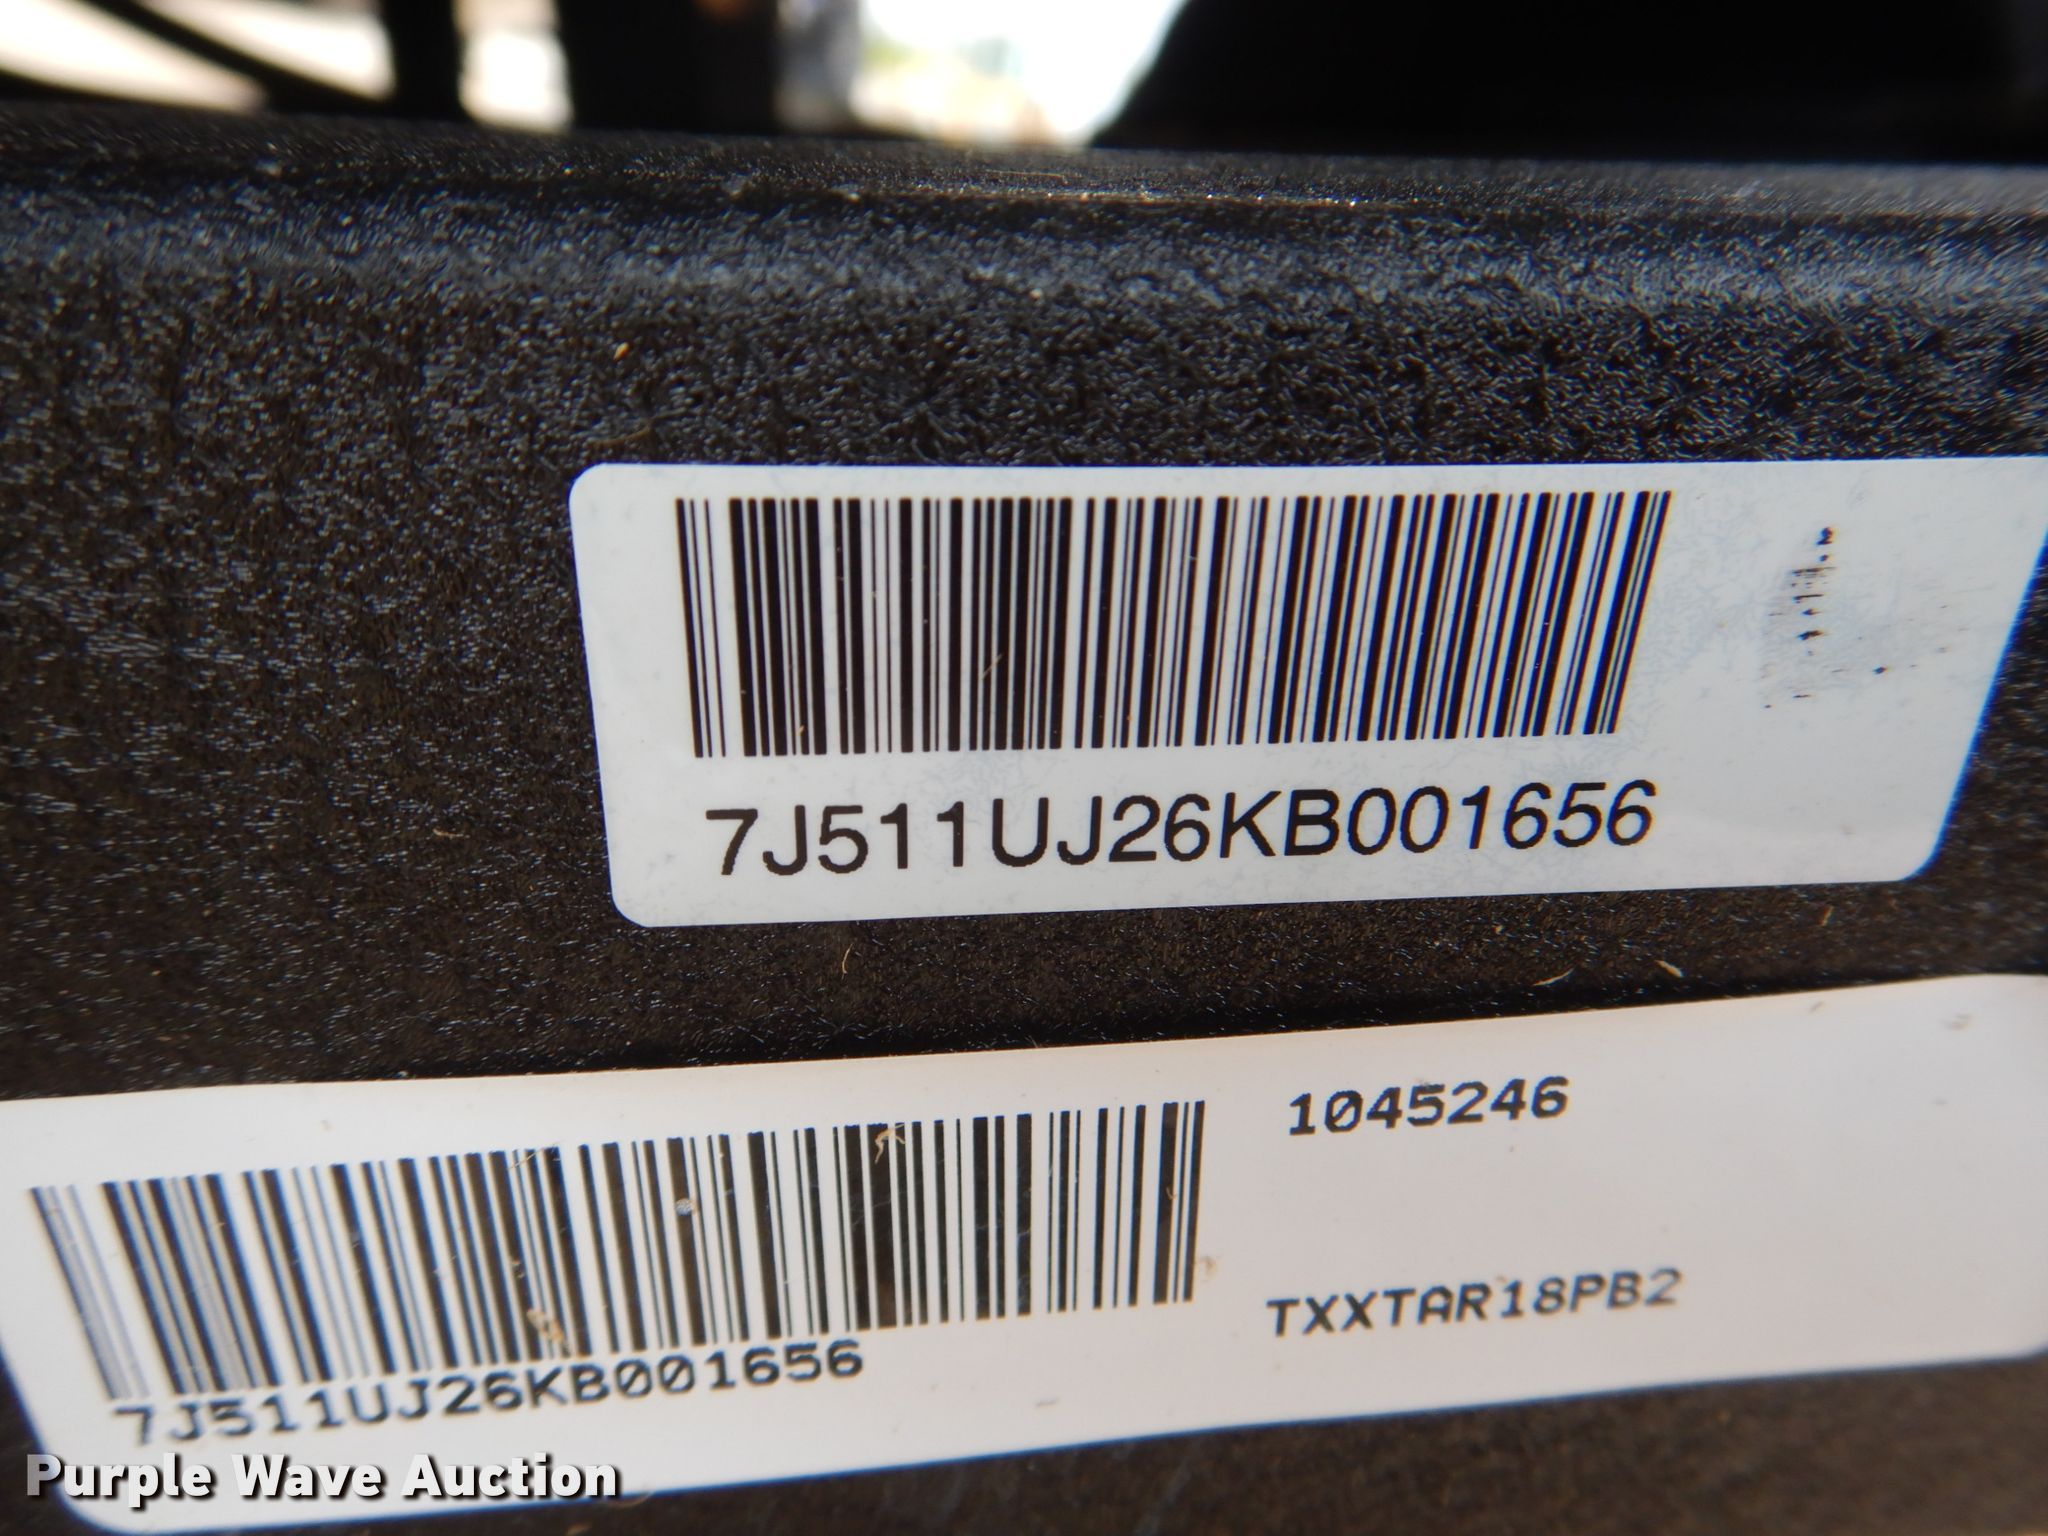 7J511UJ26KB001656
1045246
TXXTAR18PB2
7J511UJ26KB001656
Purple Wave Auction